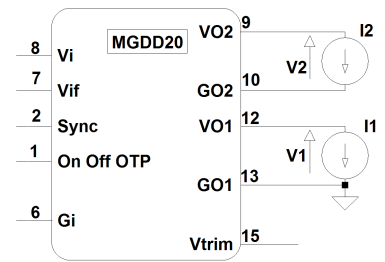 MGDD20
8 Vi
7 Vif
2 Sync
1 On Off OTP
6 Gi
VO2 9
GO2 10
VO1 12
GO1 13
Vtrim 15
V2
I2
V1
I1